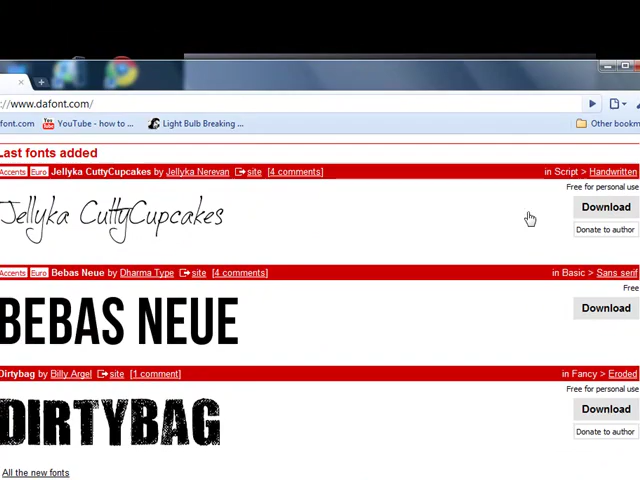 ://www.dafont.com/
font.com YouTube - how to ... Light Bulb Breaking ... Other bookm
Last fonts added
Accents Euro Jellyka CuttyCupcakes by Jellyka Nerevan site [4 comments] in Script > Handwritten
Free for personal use
Jellyka CuttyCupcakes
Download
Donate to author
Accents Euro Bebas Neue by Dharma Type site [4 comments] in Basic > Sans serif
Free
BEBAS NEUE
Download
Dirtybag by Billy Argel site [1 comment] in Fancy > Eroded
Free for personal use
DIRTYBAG
Download
Donate to author
All the new fonts